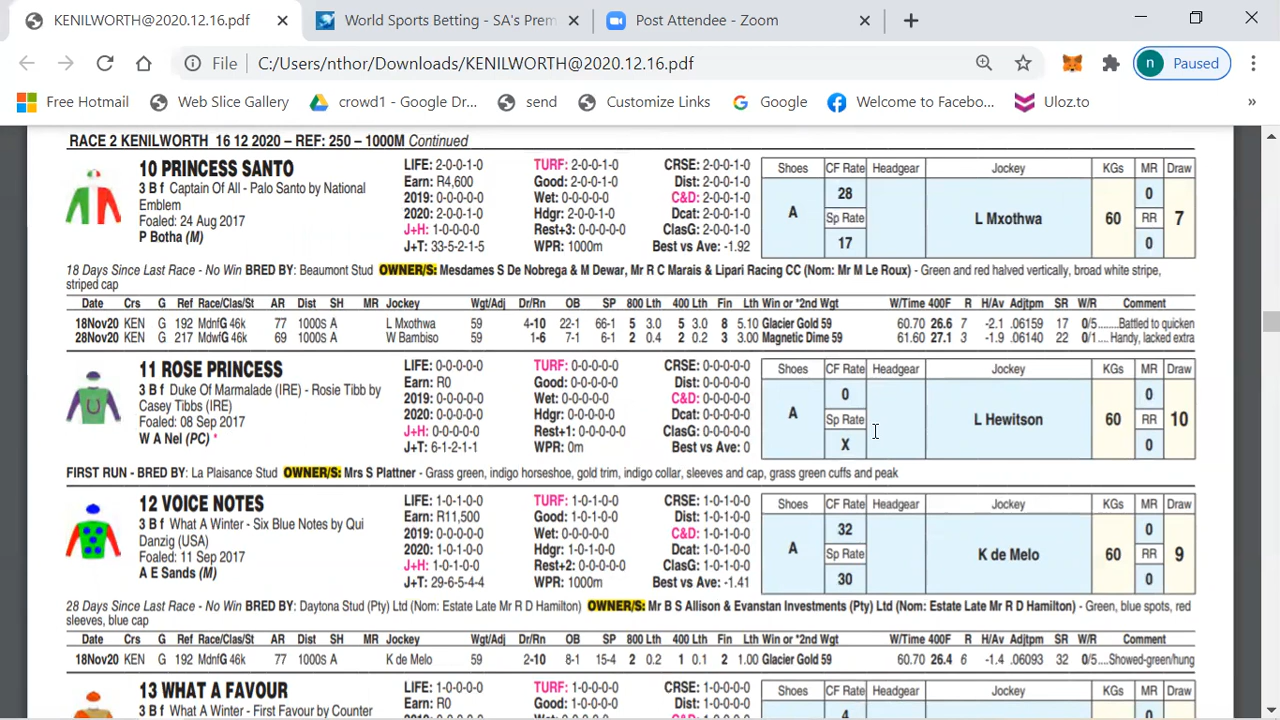 KENILWORTH@2020.12.16.pdf
World Sports Betting - SA's Prem
Post Attendee - Zoom
File C:/Users/nthor/Downloads/KENILWORTH@2020.12.16.pdf n Paused
Free Hotmail Web Slice Gallery crowd1 - Google Dr... send Customize Links Google Welcome to Facebo... Uloz.to »
RACE 2 KENILWORTH 16 12 2020 – REF: 250 – 1000M Continued
10 PRINCESS SANTO LIFE: 2-0-0-1-0 TURF: 2-0-0-1-0 CRSE: 2-0-0-1-0 Shoes CF Rate Headgear Jockey KGs MR Draw
3 B f Captain Of All - Palo Santo by National Earn: R4,600 Good: 2-0-0-1-0 Dist: 2-0-0-1-0 28 0
Emblem 2019: 0-0-0-0-0 Wet: 0-0-0-0-0 C&D: 2-0-0-1-0
Foaled: 24 Aug 2017 2020: 2-0-0-1-0 Hdgr: 2-0-0-1-0 Dcat: 2-0-0-1-0 A Sp Rate L Mxothwa 60 RR 7
P Botha (M) J+H: 1-0-0-0-0 Rest+3: 0-0-0-0-0 ClasG: 2-0-0-1-0
J+T: 33-5-2-1-5 WPR: 1000m Best vs Ave: -1.92 17 0
18 Days Since Last Race - No Win BRED BY: Beaumont Stud OWNER/S: Mesdames S De Nobrega & M Dewar, Mr R C Marais & Lipari Racing CC (Nom: Mr M Le Roux) - Green and red halved vertically, broad white stripe,
striped cap
Date Crs G Ref Race/Clas/St AR Dist SH MR Jockey Wgt/Adj Dr/Rn OB SP 800 Lth 400 Lth Fin Lth Win or *2nd Wgt W/Time 400F R H/Av Adjtpm SR W/R Comment
18Nov20 KEN G 192 MdnfG 46k 77 1000S A L Mxothwa 59 4-10 22-1 66-1 5 3.0 5 3.0 8 5.10 Glacier Gold 59 60.70 26.6 7 -2.1 .06159 17 0/5.......Battled to quicken
28Nov20 KEN G 217 MdnfG 46k 69 1000S A W Bambiso 59 1-6 7-1 6-1 2 0.4 2 0.2 3 3.00 Magnetic Dime 59 61.60 27.1 3 -1.9 .06140 22 0/1 ....Handy, lacked extra
11 ROSE PRINCESS LIFE: 0-0-0-0-0 TURF: 0-0-0-0-0 CRSE: 0-0-0-0-0 Shoes CF Rate Headgear Jockey KGs MR Draw
3 B f Duke Of Marmalade (IRE) - Rosie Tibb by Earn: R0 Good: 0-0-0-0-0 Dist: 0-0-0-0-0 0 0
Casey Tibbs (IRE) 2019: 0-0-0-0-0 Wet: 0-0-0-0-0 C&D: 0-0-0-0-0
Foaled: 08 Sep 2017 2020: 0-0-0-0-0 Hdgr: 0-0-0-0-0 Dcat: 0-0-0-0-0 A Sp Rate L Hewitson 60 RR 10
W A Nel (PC) * J+H: 0-0-0-0-0 Rest+1: 0-0-0-0-0 ClasG: 0-0-0-0-0
J+T: 6-1-2-1-1 WPR: 0m Best vs Ave: 0 X 0
FIRST RUN - BRED BY: La Plaisance Stud OWNER/S: Mrs S Plattner - Grass green, indigo horseshoe, gold trim, indigo collar, sleeves and cap, grass green cuffs and peak
12 VOICE NOTES LIFE: 1-0-1-0-0 TURF: 1-0-1-0-0 CRSE: 1-0-1-0-0 Shoes CF Rate Headgear Jockey KGs MR Draw
3 B f What A Winter - Six Blue Notes by Qui Earn: R11,500 Good: 1-0-1-0-0 Dist: 1-0-1-0-0 32 0
Danzig (USA) 2019: 0-0-0-0-0 Wet: 0-0-0-0-0 C&D: 1-0-1-0-0
Foaled: 11 Sep 2017 2020: 1-0-1-0-0 Hdgr: 1-0-1-0-0 Dcat: 1-0-1-0-0 A Sp Rate K de Melo 60 RR 9
A E Sands (M) J+H: 1-0-1-0-0 Rest+2: 0-0-0-0-0 ClasG: 1-0-1-0-0
J+T: 29-6-5-4-4 WPR: 1000m Best vs Ave: -1.41 30 0
28 Days Since Last Race - No Win BRED BY: Daytona Stud (Pty) Ltd (Nom: Estate Late Mr R D Hamilton) OWNER/S: Mr B S Allison & Evanstan Investments (Pty) Ltd (Nom: Estate Late Mr R D Hamilton) - Green, blue spots, red
sleeves, blue cap
Date Crs G Ref Race/Clas/St AR Dist SH MR Jockey Wgt/Adj Dr/Rn OB SP 800 Lth 400 Lth Fin Lth Win or *2nd Wgt W/Time 400F R H/Av Adjtpm SR W/R Comment
18Nov20 KEN G 192 MdnfG 46k 77 1000S A K de Melo 59 2-10 8-1 15-4 2 0.2 1 0.1 2 1.00 Glacier Gold 59 60.70 26.4 6 -1.4 .06093 32 0/5....Showed-green/hung
13 WHAT A FAVOUR LIFE: 1-0-0-0-0 TURF: 1-0-0-0-0 CRSE: 1-0-0-0-0 Shoes CF Rate Headgear Jockey KGs MR Draw
3 B f What A Winter - First Favour by Counter Earn: R0 Good: 1-0-0-0-0 Dist: 1-0-0-0-0